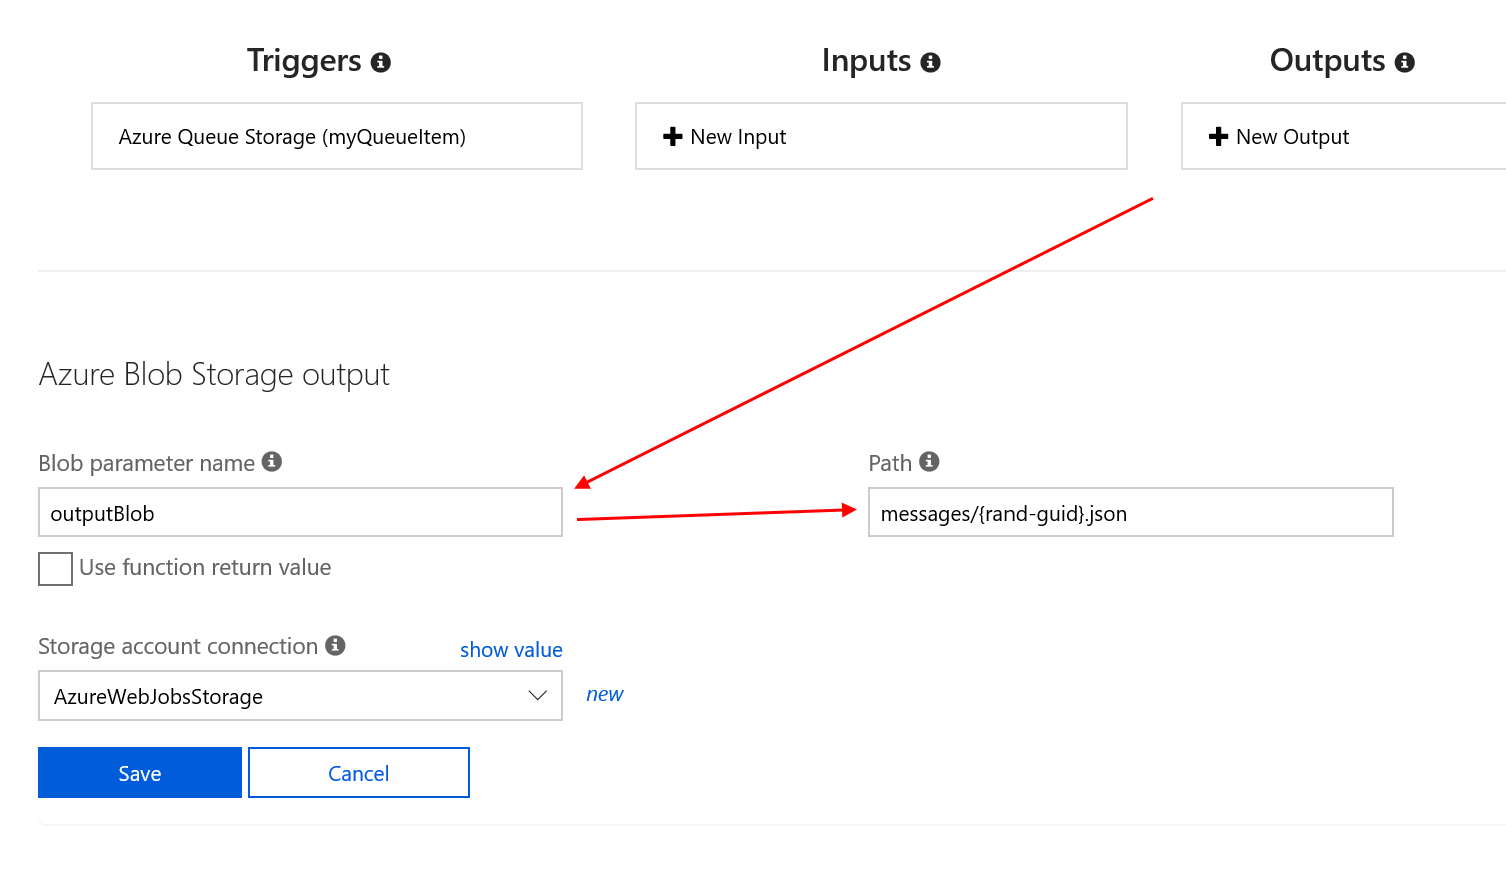 Triggers
Inputs
Outputs
Azure Queue Storage (myQueueItem)
New Input
New Output
Azure Blob Storage output
Blob parameter name
Path
outputBlob
messages/{rand-guid}.json
Use function return value
Storage account connection
show value
AzureWebJobsStorage
new
Save
Cancel